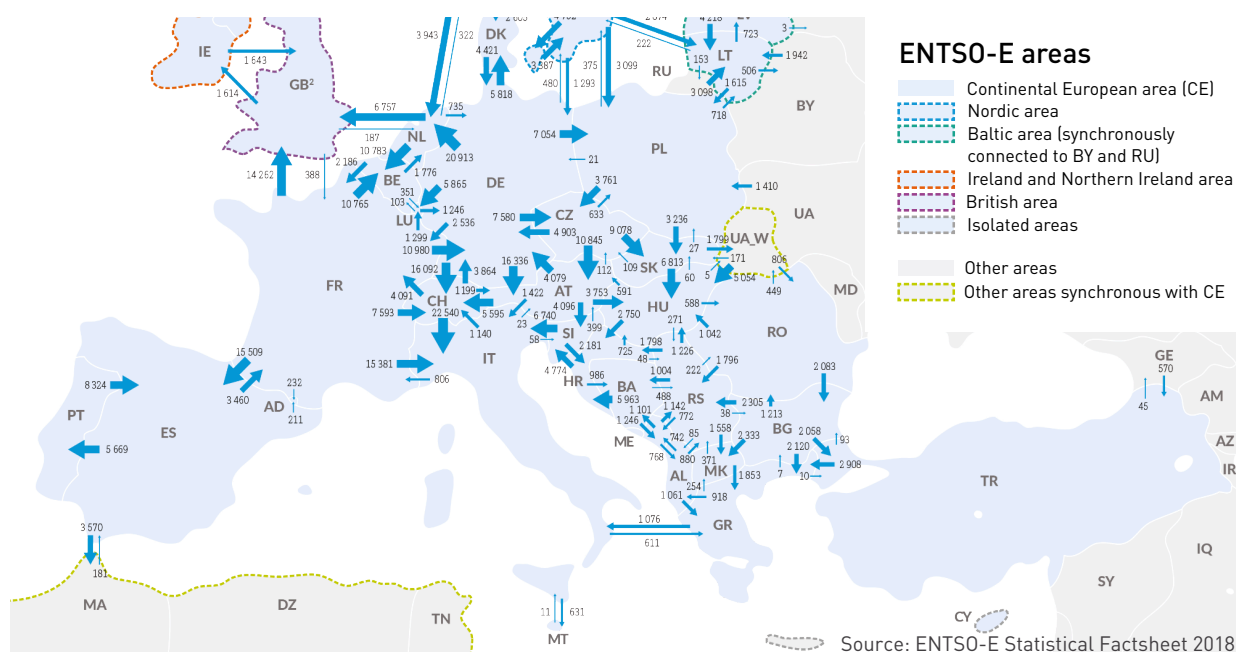 3 943
322
2 605
DK
4 421
5 818
4 702
3 387
480
375
1 293
3 099
2 574
222
RU
4 218
LT
723
3
153
1 942
506
1 615
3 098
718
BY
IE
1 643
GB²
1 614
6 757
735
187
NL
10 783
2 186
20 913
1 776
BE
14 262
388
10 765
351
103
5 865
DE
LU
1 246
2 536
1 299
10 980
7 054
21
PL
3 761
633
7 580
CZ
4 903
1 410
UA
3 236
27
1 799
UA_W
171
806
5
5 054
449
MD
9 078
10 845
112
109
SK
6 813
60
16 336
4 079
16 092
3 864
1 199
4 091
CH
22 540
5 595
1 422
AT
591
3 753
4 096
HU
588
FR
7 593
1 140
23
6 740
58
SI
399
2 750
271
1 042
RO
IT
2 181
725
1 798
48
1 226
15 381
806
4 774
HR
986
BA
1 004
488
222
1 796
2 083
15 509
3 460
AD
232
211
8 324
PT
ES
5 669
5 963
1 101
1 246
1 142
772
RS
2 305
38
1 213
BG
2 058
93
ME
742
768
85
880
1 558
371
2 333
2 120
7
10
2 908
AL
MK
254
1 853
1 061
918
GR
1 076
611
3 570
181
MA
DZ
TN
11
631
MT
TR
CY
GE
570
45
AM
AZ
IR
IQ
SY
ENTSO-E areas
Continental European area (CE)
Nordic area
Baltic area (synchronously
connected to BY and RU)
Ireland and Northern Ireland area
British area
Isolated areas
Other areas
Other areas synchronous with CE
Source: ENTSO-E Statistical Factsheet 2018